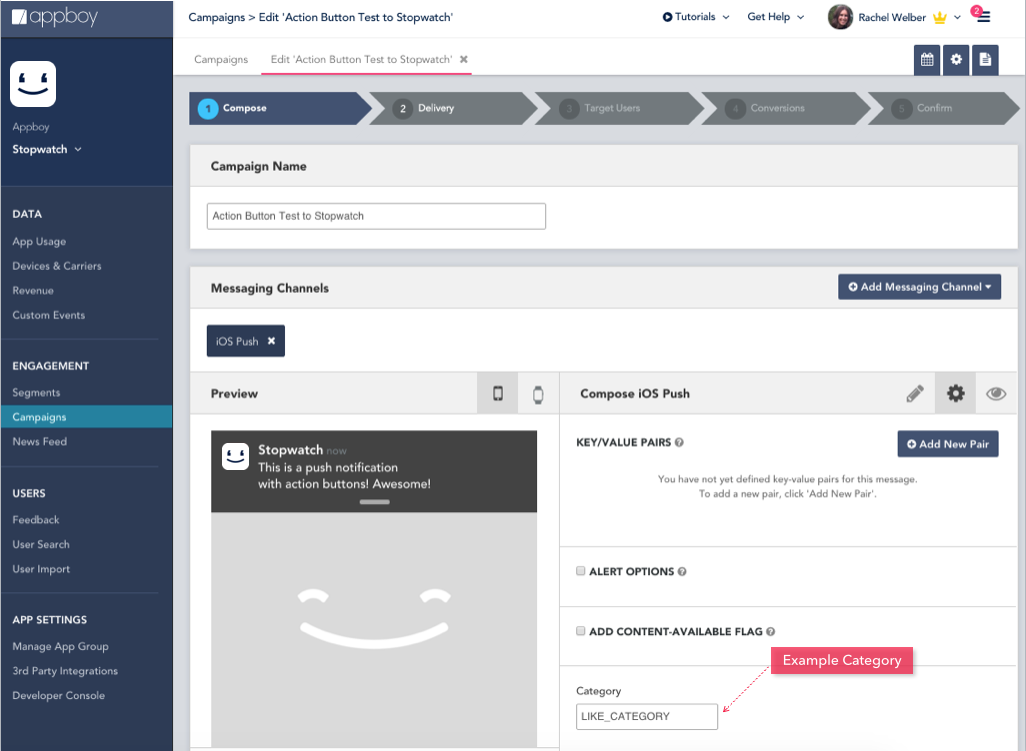 appboy
Campaigns > Edit 'Action Button Test to Stopwatch'
Tutorials
Get Help
Rachel Welber
2
Campaigns
Edit 'Action Button Test to Stopwatch'
1 Compose
2 Delivery
3 Target Users
4 Conversions
5 Confirm
Appboy
Stopwatch
DATA
App Usage
Devices & Carriers
Revenue
Custom Events
ENGAGEMENT
Segments
Campaigns
News Feed
USERS
Feedback
User Search
User Import
APP SETTINGS
Manage App Group
3rd Party Integrations
Developer Console
Campaign Name
Action Button Test to Stopwatch
Messaging Channels
Add Messaging Channel
iOS Push
Preview
Stopwatch now
This is a push notification
with action buttons! Awesome!
Compose iOS Push
KEY/VALUE PAIRS
Add New Pair
You have not yet defined key-value pairs for this message.
To add a new pair, click 'Add New Pair'.
ALERT OPTIONS
ADD CONTENT-AVAILABLE FLAG
Example Category
Category
LIKE_CATEGORY